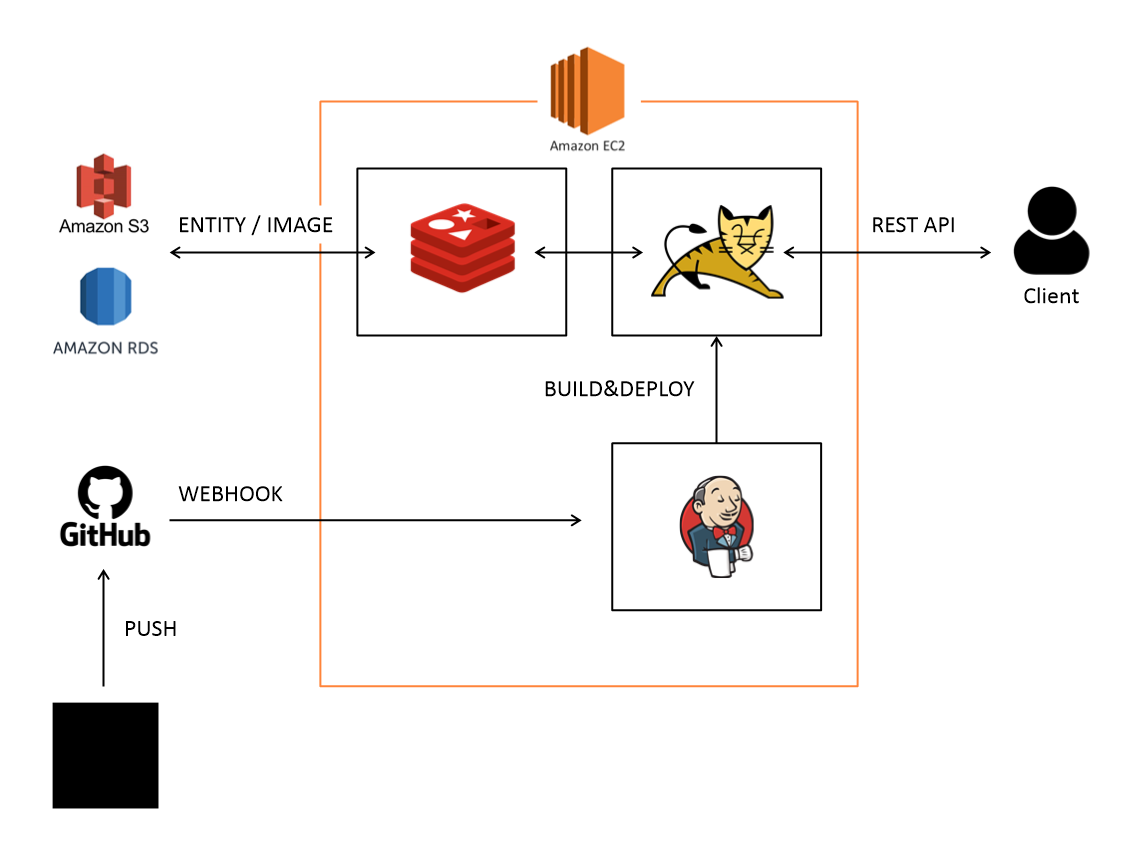 Amazon EC2
Amazon S3
ENTITY / IMAGE
REST API
Client
AMAZON RDS
BUILD&DEPLOY
GitHub
WEBHOOK
PUSH